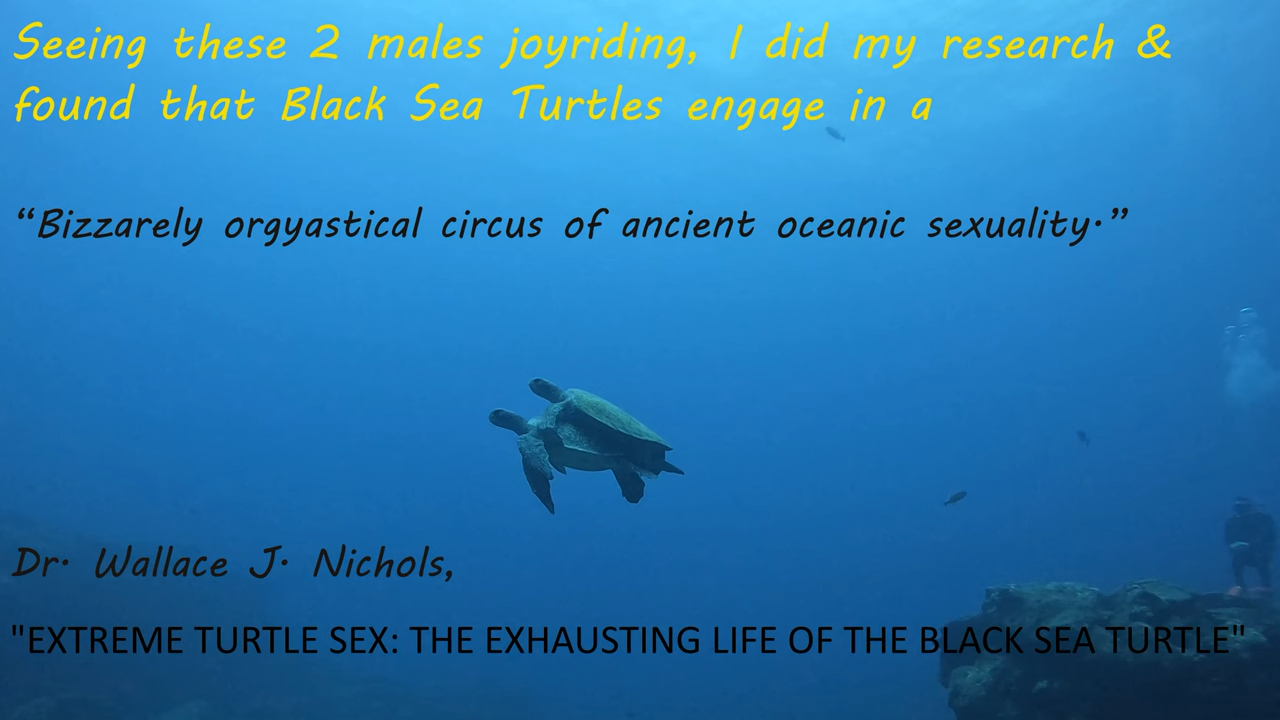 Seeing these 2 males joyriding, I did my research &
found that Black Sea Turtles engage in a
“Bizzarely orgyastical circus of ancient oceanic sexuality.”
Dr. Wallace J. Nichols,
"EXTREME TURTLE SEX: THE EXHAUSTING LIFE OF THE BLACK SEA TURTLE"